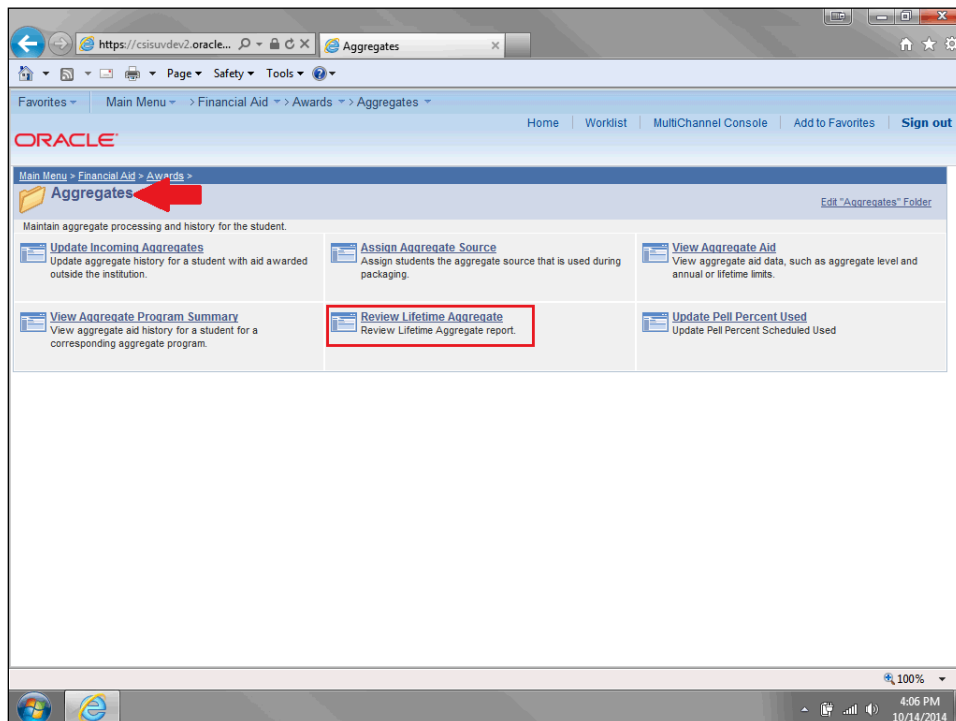 https://csisuvdev2.oracle...
Aggregates
Page Safety Tools
Favorites Main Menu > Financial Aid > Awards > Aggregates
Home Worklist MultiChannel Console Add to Favorites Sign out
ORACLE
Main Menu > Financial Aid > Awards >
Aggregates
Edit "Aggregates" Folder
Maintain aggregate processing and history for the student.
Update Incoming Aggregates
Update aggregate history for a student with aid awarded
outside the institution.
Assign Aggregate Source
Assign students the aggregate source that is used during
packaging.
View Aggregate Aid
View aggregate aid data, such as aggregate level and
annual or lifetime limits.
View Aggregate Program Summary
View aggregate aid history for a student for a
corresponding aggregate program.
Review Lifetime Aggregate
Review Lifetime Aggregate report.
Update Pell Percent Used
Update Pell Percent Scheduled Used
100%
4:06 PM
10/14/2014